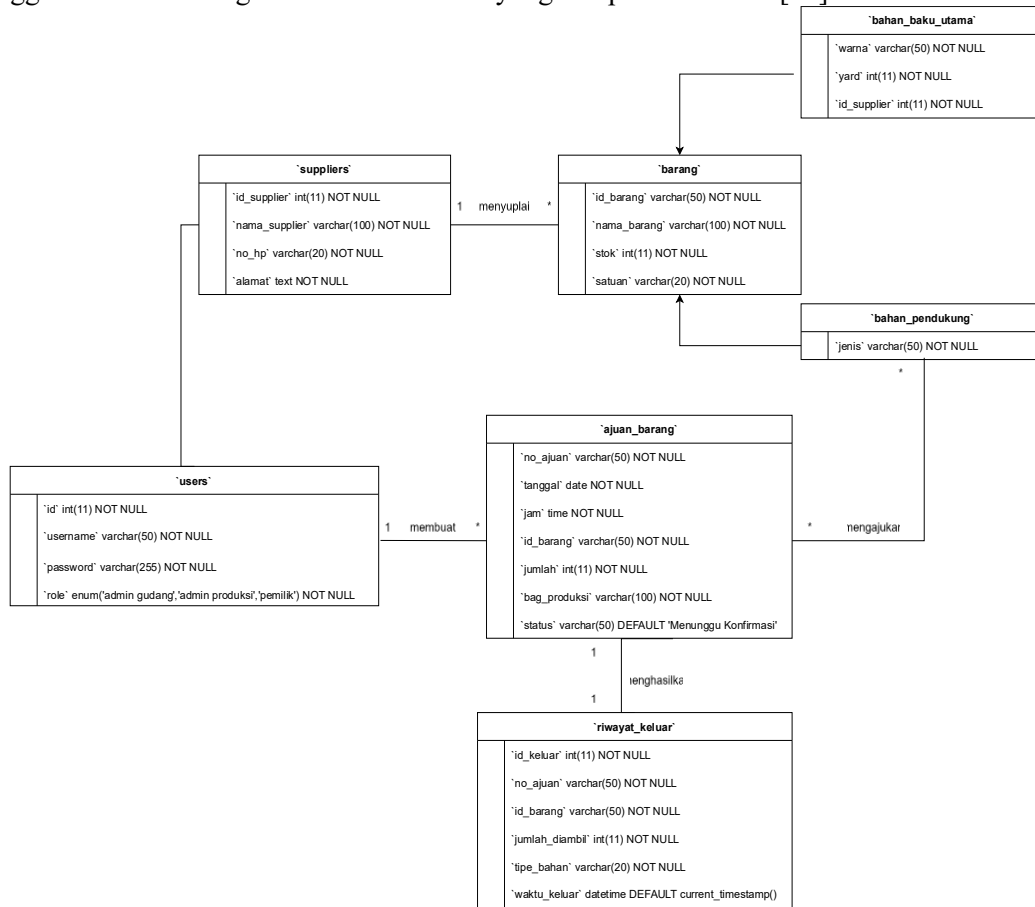 `bahan_baku_utama`
`warna` varchar(50) NOT NULL
`yard` int(11) NOT NULL
`id_supplier` int(11) NOT NULL
`suppliers`
`id_supplier` int(11) NOT NULL
`nama_supplier` varchar(100) NOT NULL
`no_hp` varchar(20) NOT NULL
`alamat` text NOT NULL
1 menyuplai *
`barang`
`id_barang` varchar(50) NOT NULL
`nama_barang` varchar(100) NOT NULL
`stok` int(11) NOT NULL
`satuan` varchar(20) NOT NULL
`bahan_pendukung`
`jenis` varchar(50) NOT NULL
*
`users`
`id` int(11) NOT NULL
`username` varchar(50) NOT NULL
`password` varchar(255) NOT NULL
`role` enum('admin gudang','admin produksi','pemilik') NOT NULL
1 membuat *
`ajuan_barang`
`no_ajuan` varchar(50) NOT NULL
`tanggal` date NOT NULL
`jam` time NOT NULL
`id_barang` varchar(50) NOT NULL
`jumlah` int(11) NOT NULL
`bag_produksi` varchar(100) NOT NULL
`status` varchar(50) DEFAULT 'Menunggu Konfirmasi'
* mengajukar
1
ienghasilka
1
`riwayat_keluar`
`id_keluar` int(11) NOT NULL
`no_ajuan` varchar(50) NOT NULL
`id_barang` varchar(50) NOT NULL
`jumlah_diambil` int(11) NOT NULL
`tipe_bahan` varchar(20) NOT NULL
`waktu_keluar` datetime DEFAULT current_timestamp()